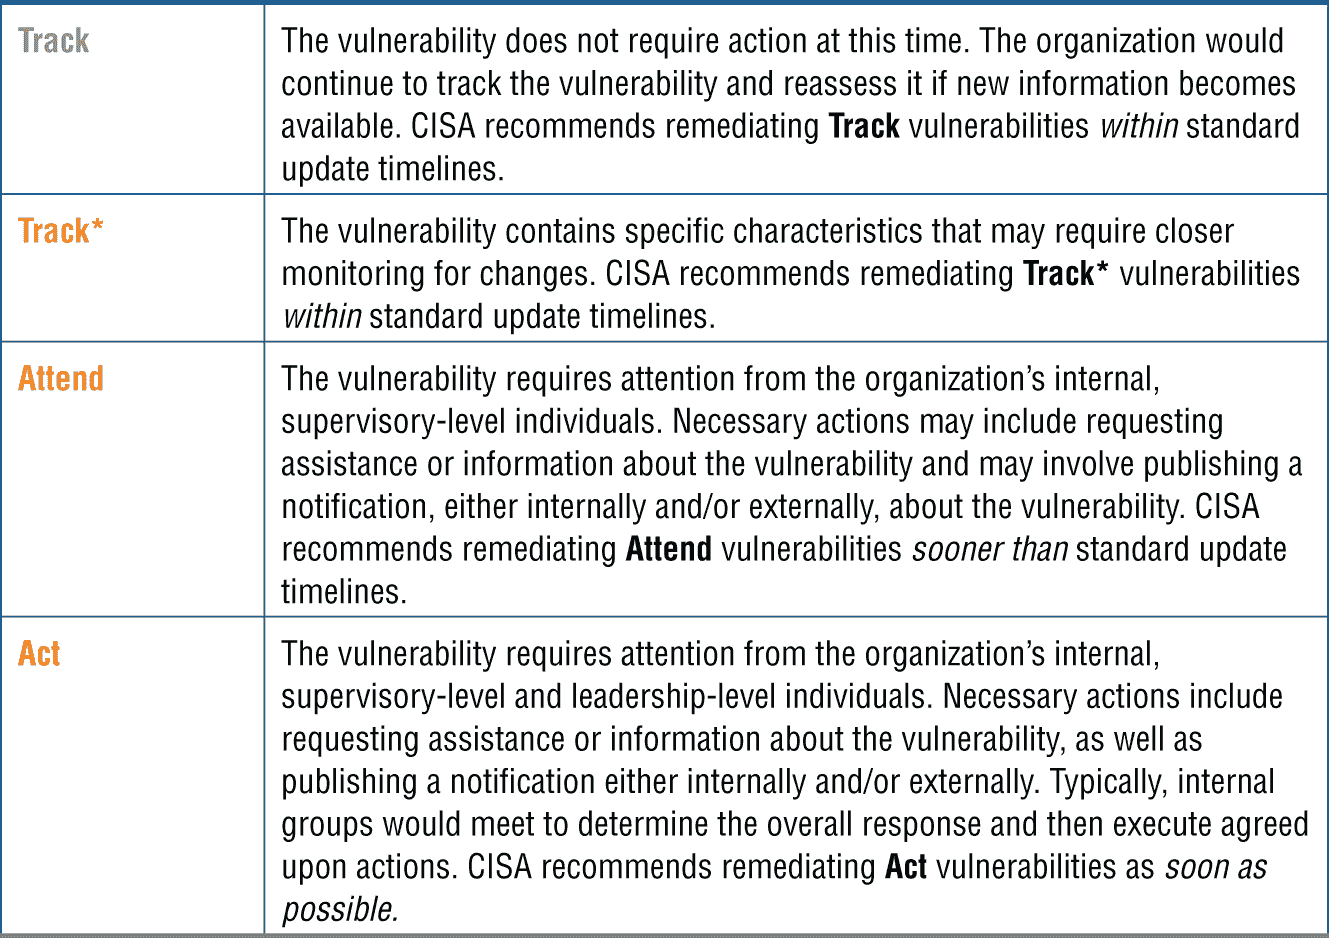 Track
The vulnerability does not require action at this time. The organization would
continue to track the vulnerability and reassess it if new information becomes
available. CISA recommends remediating Track vulnerabilities within standard
update timelines.
Track*
The vulnerability contains specific characteristics that may require closer
monitoring for changes. CISA recommends remediating Track* vulnerabilities
within standard update timelines.
Attend
The vulnerability requires attention from the organization’s internal,
supervisory-level individuals. Necessary actions may include requesting
assistance or information about the vulnerability and may involve publishing a
notification, either internally and/or externally, about the vulnerability. CISA
recommends remediating Attend vulnerabilities sooner than standard update
timelines.
Act
The vulnerability requires attention from the organization’s internal,
supervisory-level and leadership-level individuals. Necessary actions include
requesting assistance or information about the vulnerability, as well as
publishing a notification either internally and/or externally. Typically, internal
groups would meet to determine the overall response and then execute agreed
upon actions. CISA recommends remediating Act vulnerabilities as soon as
possible.